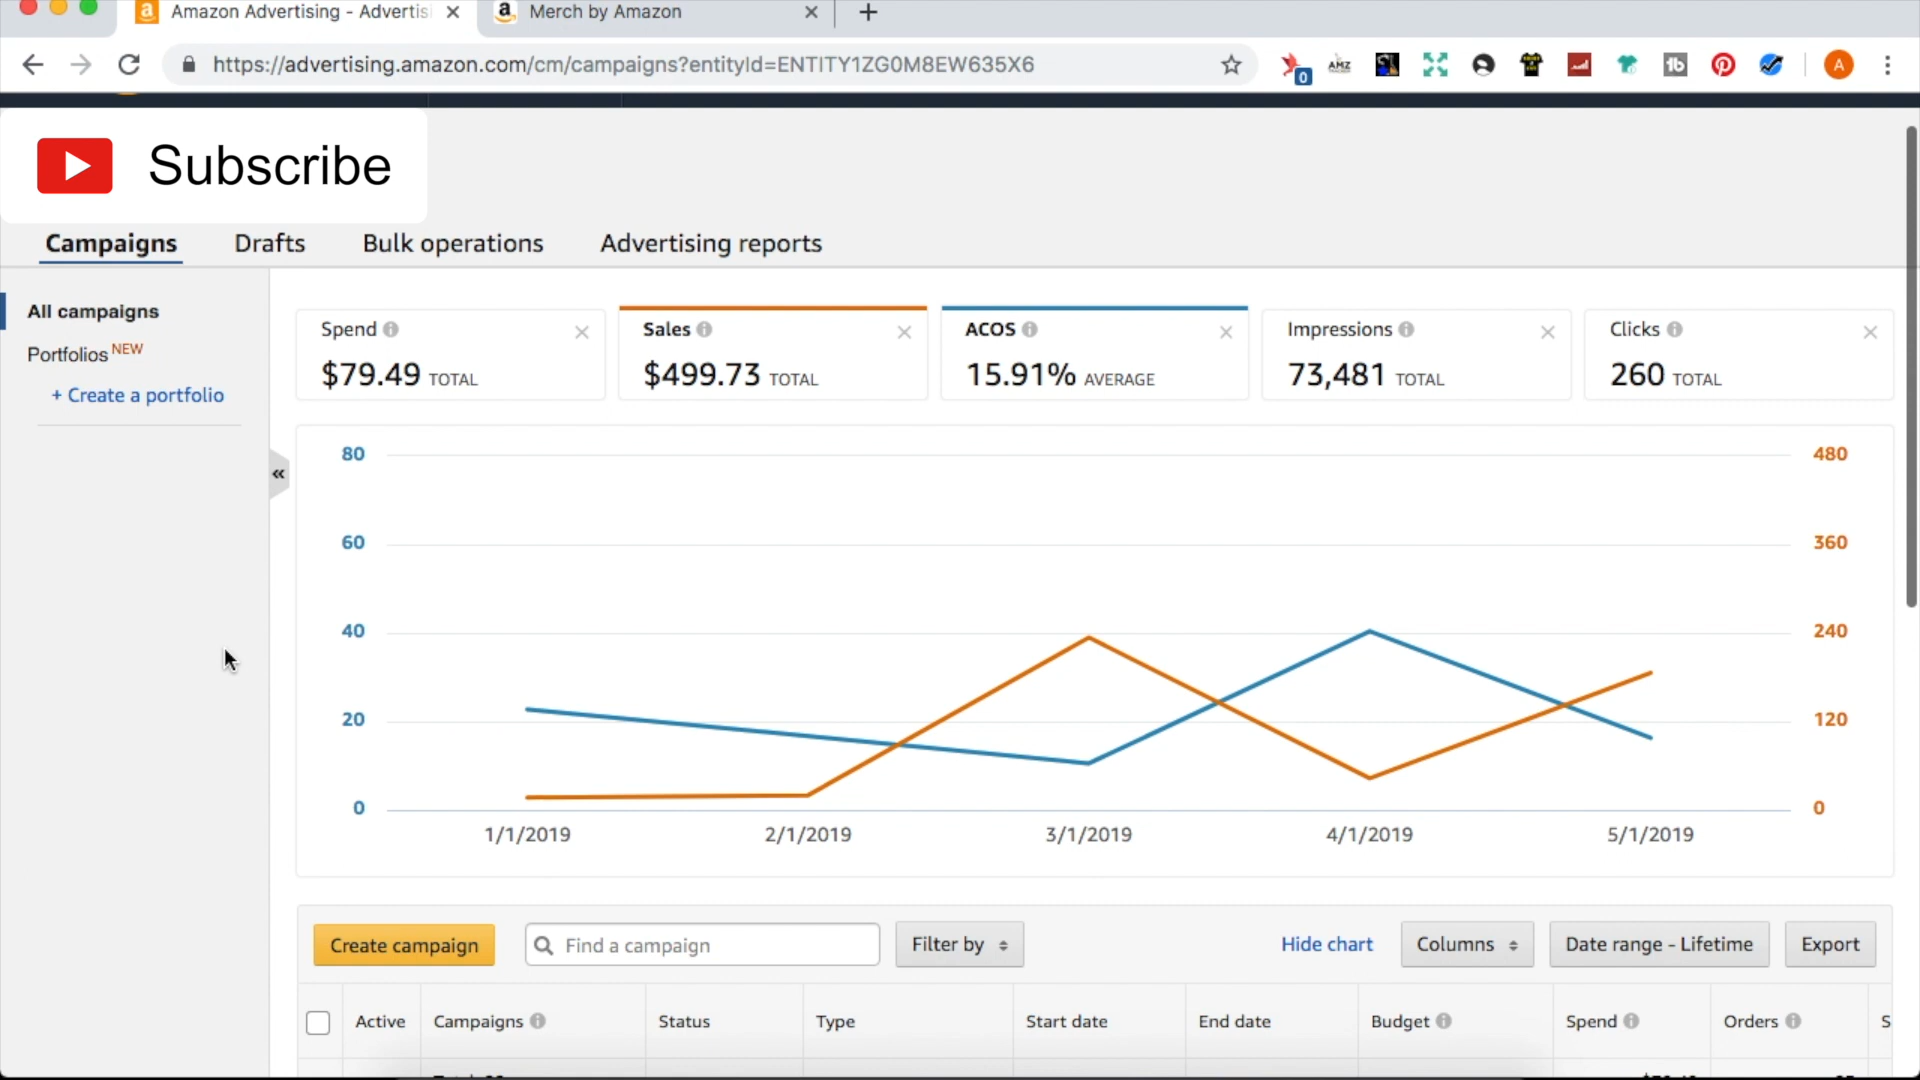 Amazon Advertising - Advertisi
Merch by Amazon
https://advertising.amazon.com/cm/campaigns?entityId=ENTITY1ZG0M8EW635X6
0
AMZ
A
Subscribe
Campaigns Drafts Bulk operations Advertising reports
All campaigns
Portfolios NEW
+ Create a portfolio
«
Spend
$79.49 TOTAL
Sales
$499.73 TOTAL
ACOS
15.91% AVERAGE
Impressions
73,481 TOTAL
Clicks
260 TOTAL
80 480
60 360
40 240
20 120
0 0
1/1/2019 2/1/2019 3/1/2019 4/1/2019 5/1/2019
Create campaign Find a campaign Filter by Hide chart Columns Date range - Lifetime Export
Active Campaigns Status Type Start date End date Budget Spend Orders S